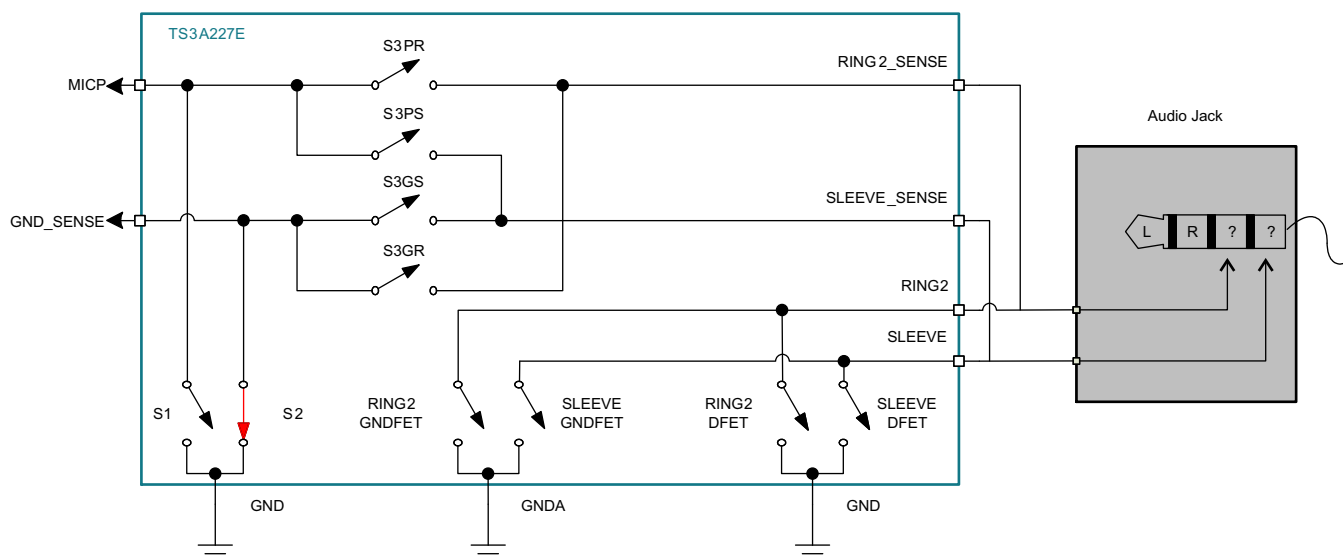 TS3A227E
S3PR
RING2_SENSE
MICP
Audio Jack
S3PS
S3GS
SLEEVE_SENSE
GND_SENSE
L R ? ?
S3GR
RING2
SLEEVE
S1
S2
RING2
GNDFET
SLEEVE
GNDFET
RING2
DFET
SLEEVE
DFET
GND
GNDA
GND